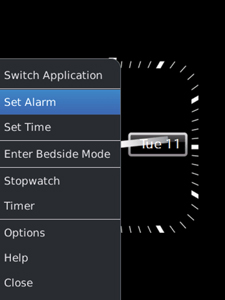 Switch Application
Set Alarm
Set Time
Tue 11
Enter Bedside Mode
Stopwatch
Timer
Options
Help
Close